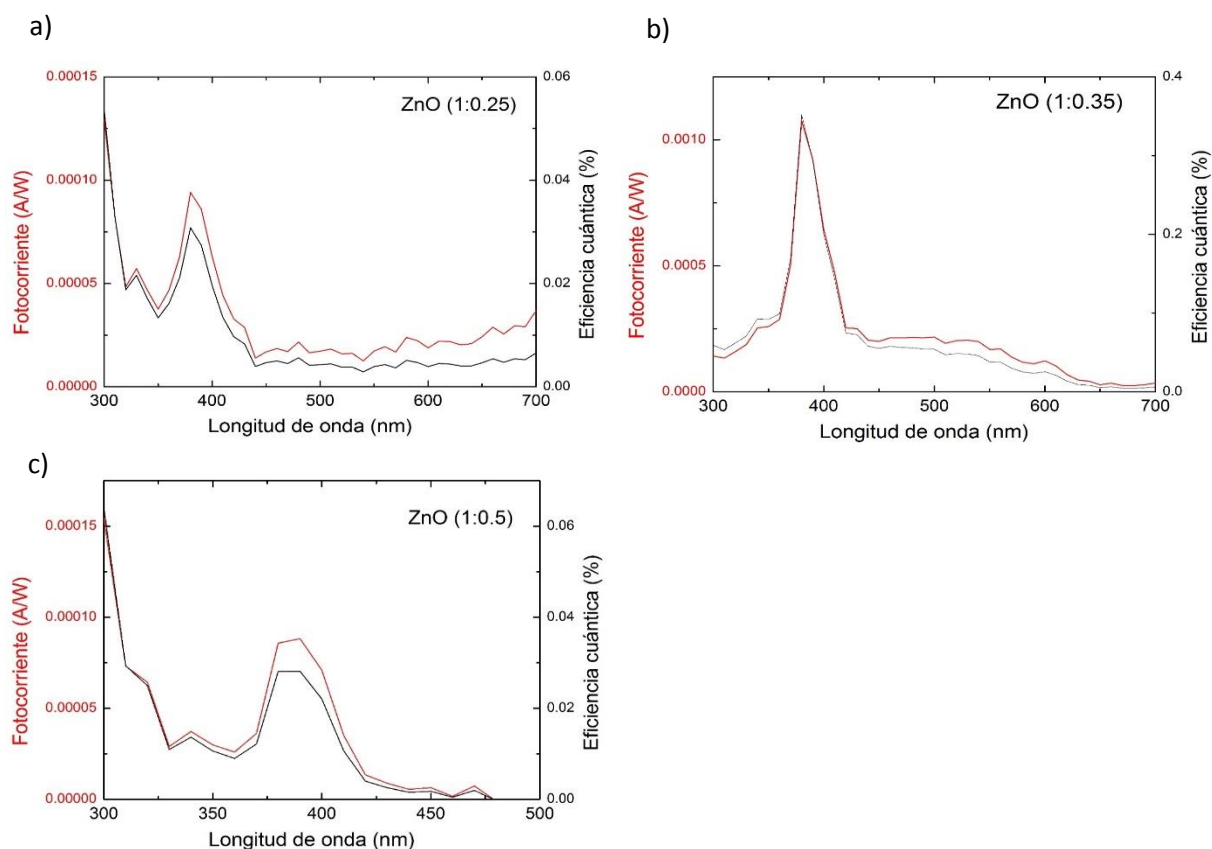 a)
0.00015
0.00010
0.00005
0.00000
Fotocorriente (A/W)
ZnO (1:0.25)
0.06
0.04
0.02
0.00
Eficiencia cuántica (%)
300
400
500
600
700
Longitud de onda (nm)
b)
0.0010
0.0005
0.0000
Fotocorriente (A/W)
ZnO (1:0.35)
0.4
0.2
0.0
Eficiencia cuántica (%)
300
400
500
600
700
Longitud de onda (nm)
c)
0.00015
0.00010
0.00005
0.00000
Fotocorriente (A/W)
ZnO (1:0.5)
0.06
0.04
0.02
0.00
Eficiencia cuántica (%)
300
350
400
450
500
Longitud de onda (nm)